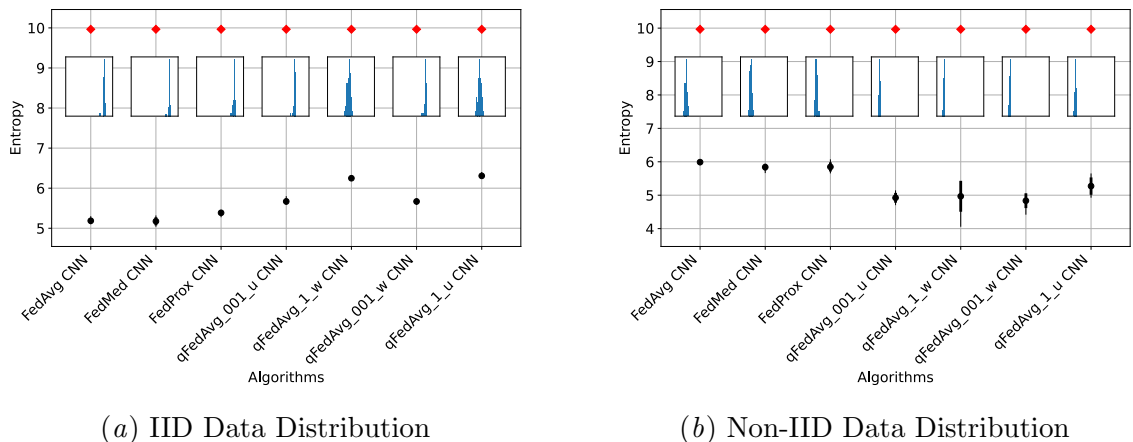 10
9
8
7
6
5
Entropy
FedAvg CNN
FedMed CNN
FedProx CNN
qFedAvg_001_u CNN
qFedAvg_1_w CNN
qFedAvg_001_w CNN
qFedAvg_1_u CNN
Algorithms
(a) IID Data Distribution
10
9
8
7
6
5
4
Entropy
FedAvg CNN
FedMed CNN
FedProx CNN
qFedAvg_001_u CNN
qFedAvg_1_w CNN
qFedAvg_001_w CNN
qFedAvg_1_u CNN
Algorithms
(b) Non-IID Data Distribution